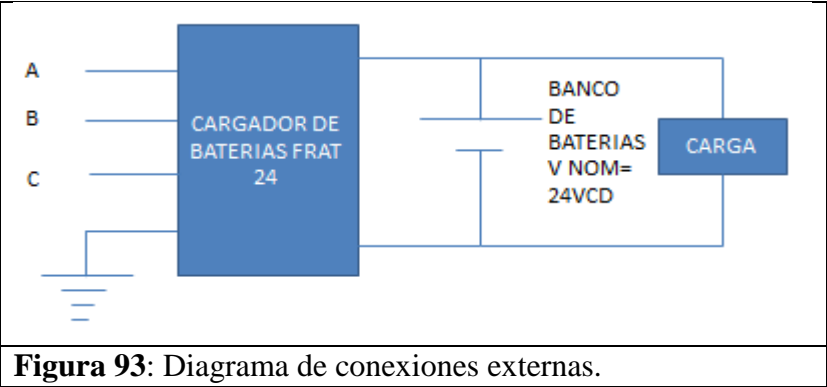 A
B
C
CARGADOR DE
BATERIAS FRAT
24
BANCO
DE
BATERIAS
V NOM=
24VCD
CARGA
Figura 93: Diagrama de conexiones externas.